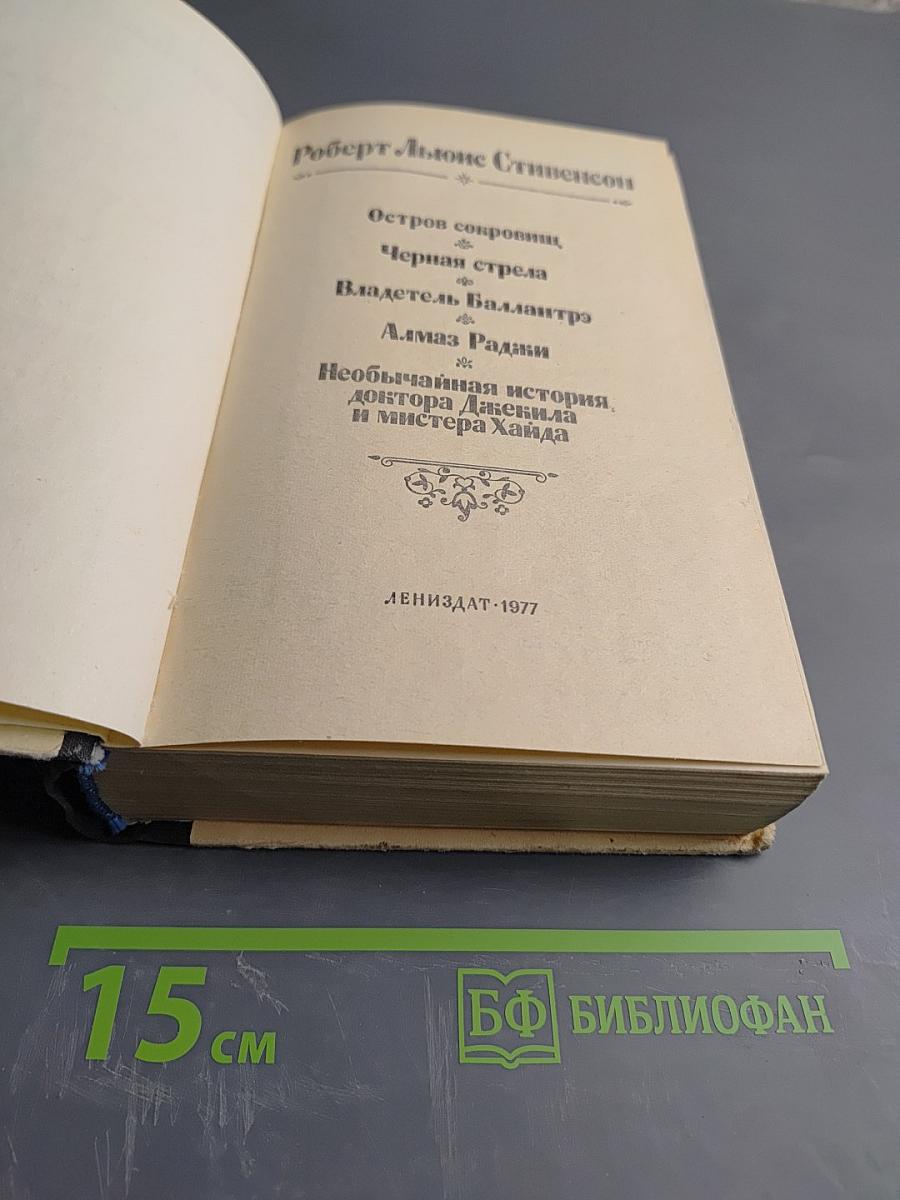 Роберт Льюис Стивенсон
Остров сокровищ
Черная стрела
Владетель Баллантрэ
Алмаз Раджи
Необычайная история
доктора Джекила
и мистера Хайда
ЛЕНИЗДАТ·1977
15 см
БФ БИБЛИОФАН